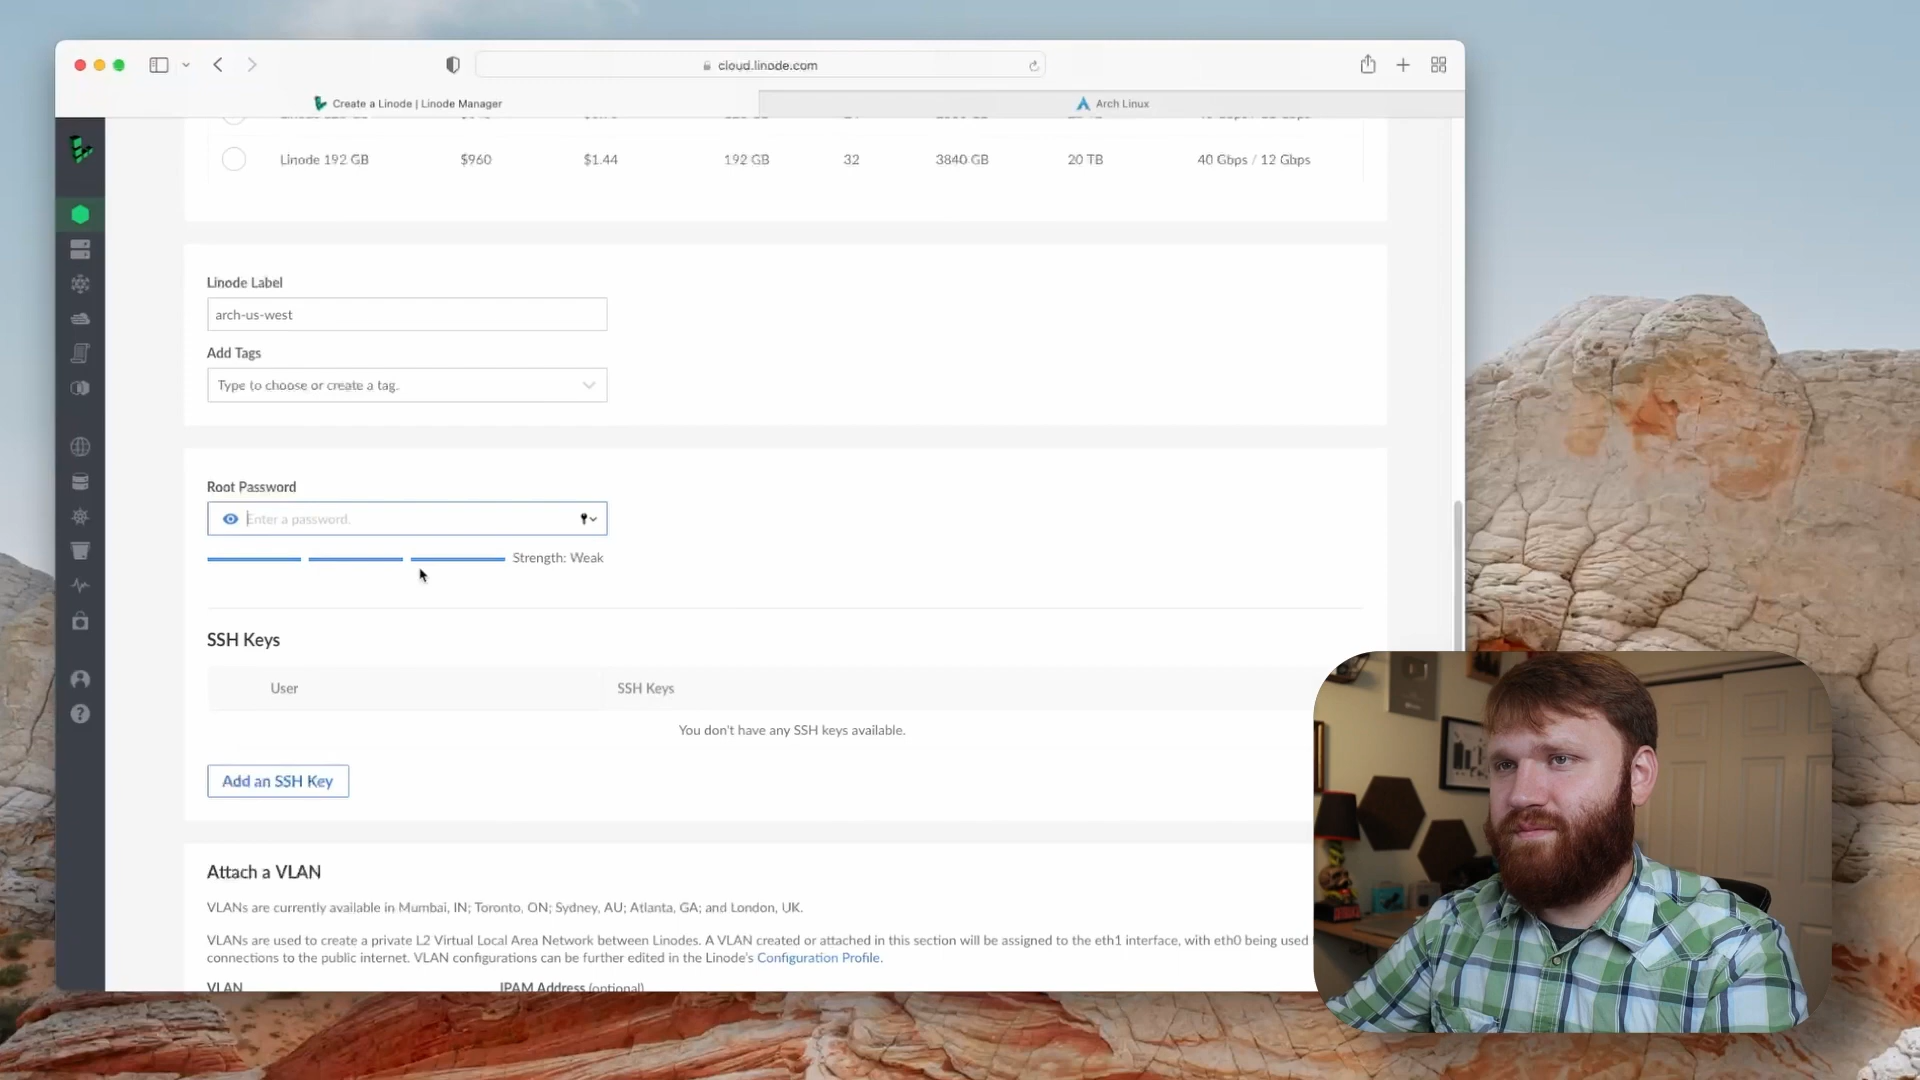 cloud.linode.com
Create a Linode | Linode Manager
Arch Linux
Linode 192 GB $960 $1.44 192 GB 32 3840 GB 20 TB 40 Gbps / 12 Gbps
Linode Label
arch-us-west
Add Tags
Type to choose or create a tag.
Root Password
Enter a password.
Strength: Weak
SSH Keys
User SSH Keys
You don't have any SSH keys available.
Add an SSH Key
Attach a VLAN
VLANs are currently available in Mumbai, IN; Toronto, ON; Sydney, AU; Atlanta, GA; and London, UK.
VLANs are used to create a private L2 Virtual Local Area Network between Linodes. A VLAN created or attached in this section will be assigned to the eth1 interface, with eth0 being used
connections to the public internet. VLAN configurations can be further edited in the Linode's Configuration Profile.
VLAN IPAM Address (optional)